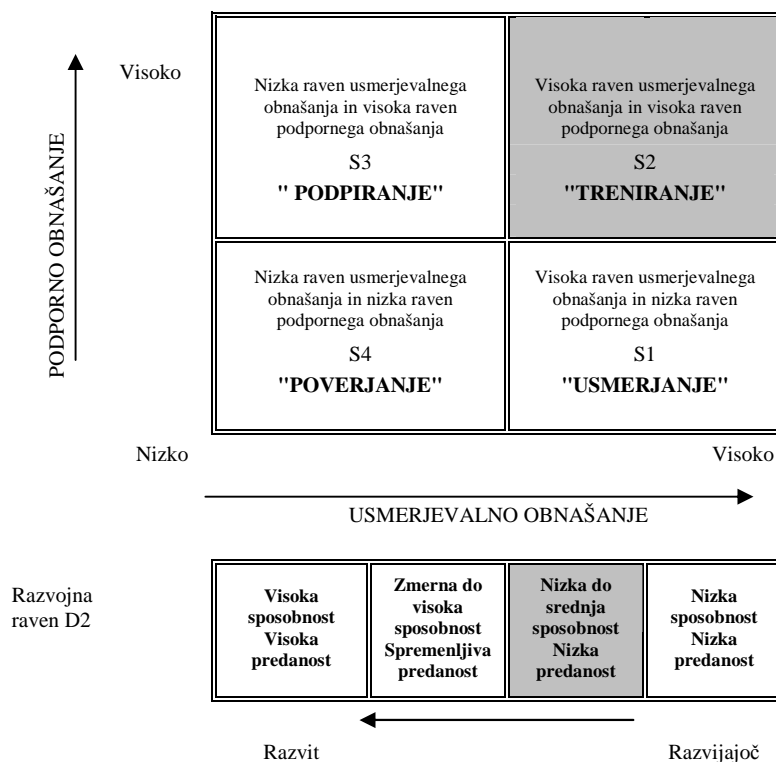 Visoko
PODPORNO OBNAŠANJE
Nizka raven usmerjevalnega
obnašanja in visoka raven
podpornega obnašanja
S3
" PODPIRANJE"
Visoka raven usmerjevalnega
obnašanja in visoka raven
podpornega obnašanja
S2
"TRENIRANJE"
Nizka raven usmerjevalnega
obnašanja in nizka raven
podpornega obnašanja
S4
"POVERJANJE"
Visoka raven usmerjevalnega
obnašanja in nizka raven
podpornega obnašanja
S1
"USMERJANJE"
Nizko
Visoko
USMERJEVALNO OBNAŠANJE
Razvojna
raven D2
Visoka
sposobnost
Visoka
predanost
Zmerna do
visoka
sposobnost
Spremenljiva
predanost
Nizka do
srednja
sposobnost
Nizka
predanost
Nizka
sposobnost
Nizka
predanost
Razvit
Razvijajoč